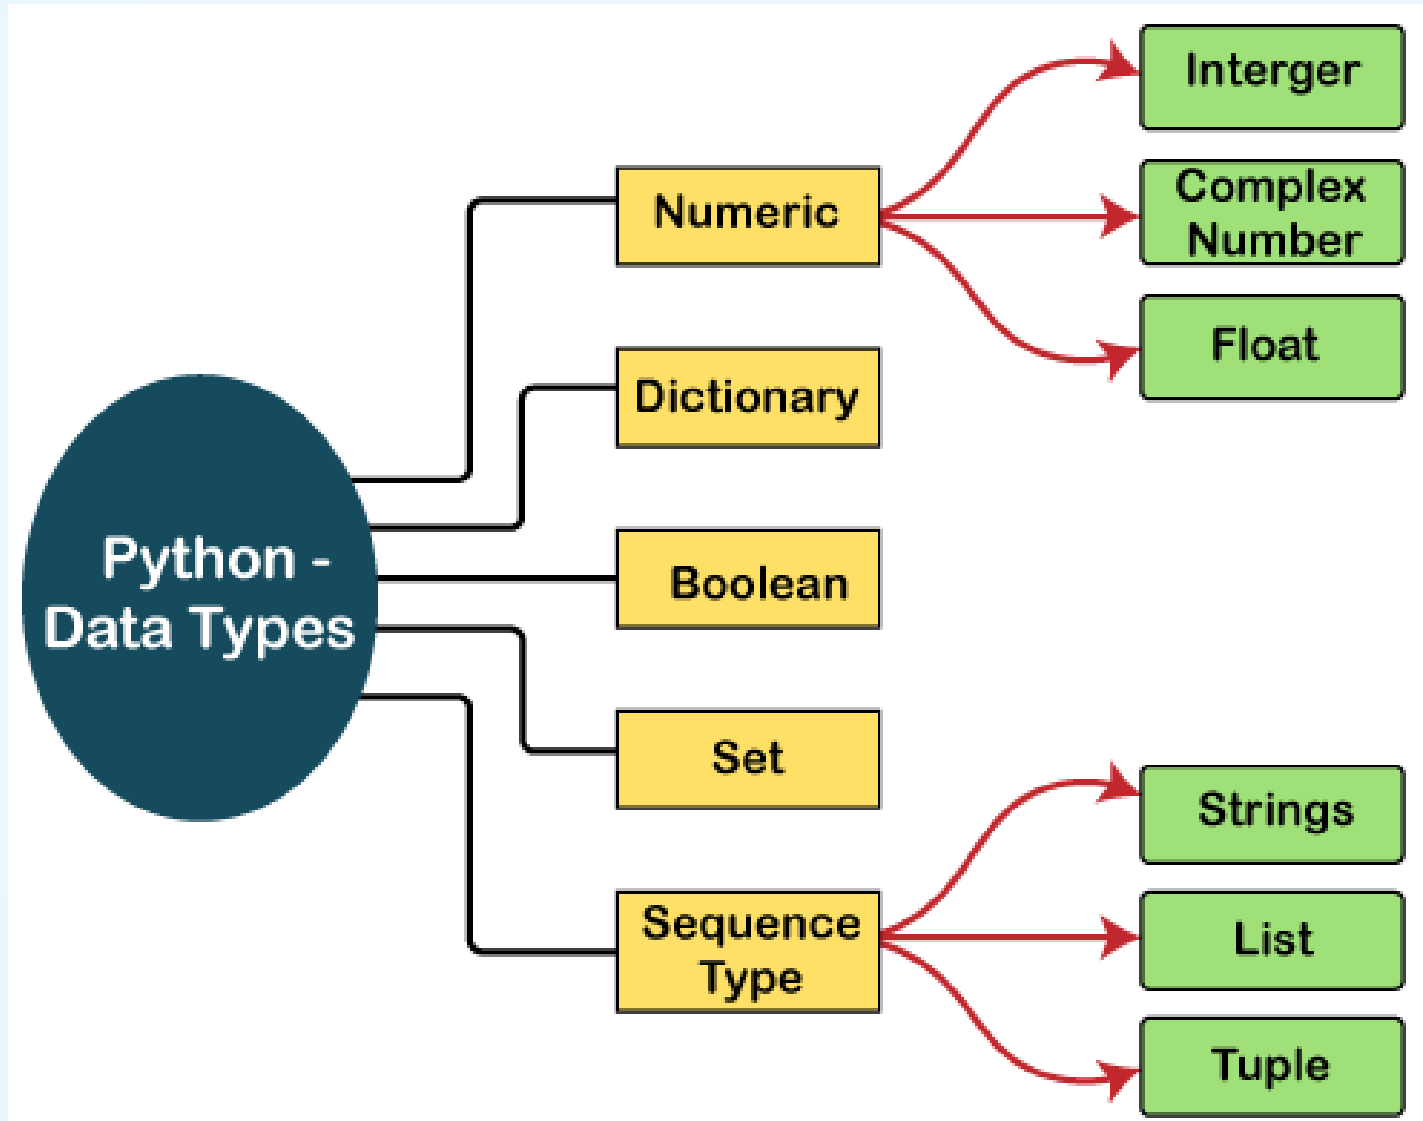 Python -
Data Types
Numeric
Interger
Complex
Number
Float
Dictionary
Boolean
Set
Sequence
Type
Strings
List
Tuple